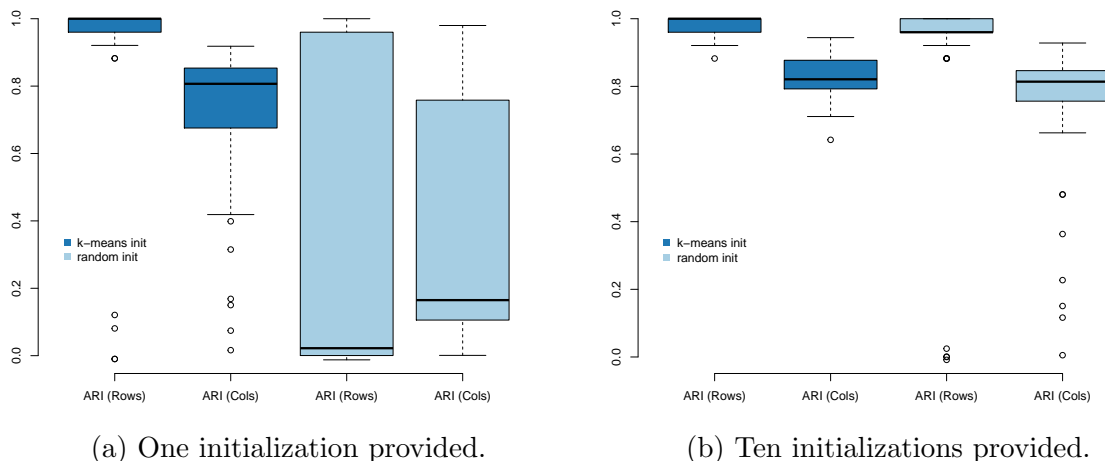 1.0
0.8
0.6
0.4
0.2
0.0
k−means init
random init
ARI (Rows) ARI (Cols) ARI (Rows) ARI (Cols)
(a) One initialization provided.
1.0
0.8
0.6
0.4
0.2
0.0
k−means init
random init
ARI (Rows) ARI (Cols) ARI (Rows) ARI (Cols)
(b) Ten initializations provided.